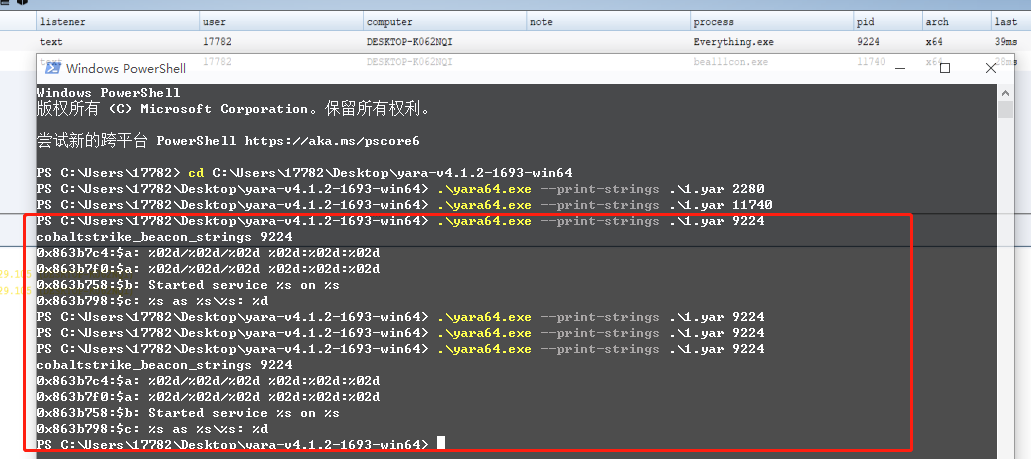 listener user computer note process pid arch last
text 17782 DESKTOP-K062NQI Everything.exe 9224 x64 39ms
text 17782 DESKTOP-K062NQI beallicon.exe 11740 x64 28ms
Windows PowerShell
Windows PowerShell
版权所有 (C) Microsoft Corporation。保留所有权利。
尝试新的跨平台 PowerShell https://aka.ms/pscore6
PS C:\Users\17782> cd C:\Users\17782\Desktop\yara-v4.1.2-1693-win64
PS C:\Users\17782\Desktop\yara-v4.1.2-1693-win64> .\yara64.exe --print-strings .\1.yar 2280
PS C:\Users\17782\Desktop\yara-v4.1.2-1693-win64> .\yara64.exe --print-strings .\1.yar 11740
PS C:\Users\17782\Desktop\yara-v4.1.2-1693-win64> .\yara64.exe --print-strings .\1.yar 9224
cobaltstrike_beacon_strings 9224
0x863b7c4:$a: %02d/%02d/%02d %02d:%02d:%02d
0x863b7f0:$a: %02d/%02d/%02d %02d:%02d:%02d
0x863b758:$b: Started service %s on %s
0x863b798:$c: %s as %s\%s: %d
PS C:\Users\17782\Desktop\yara-v4.1.2-1693-win64> .\yara64.exe --print-strings .\1.yar 9224
PS C:\Users\17782\Desktop\yara-v4.1.2-1693-win64> .\yara64.exe --print-strings .\1.yar 9224
PS C:\Users\17782\Desktop\yara-v4.1.2-1693-win64> .\yara64.exe --print-strings .\1.yar 9224
cobaltstrike_beacon_strings 9224
0x863b7c4:$a: %02d/%02d/%02d %02d:%02d:%02d
0x863b7f0:$a: %02d/%02d/%02d %02d:%02d:%02d
0x863b758:$b: Started service %s on %s
0x863b798:$c: %s as %s\%s: %d
PS C:\Users\17782\Desktop\yara-v4.1.2-1693-win64>